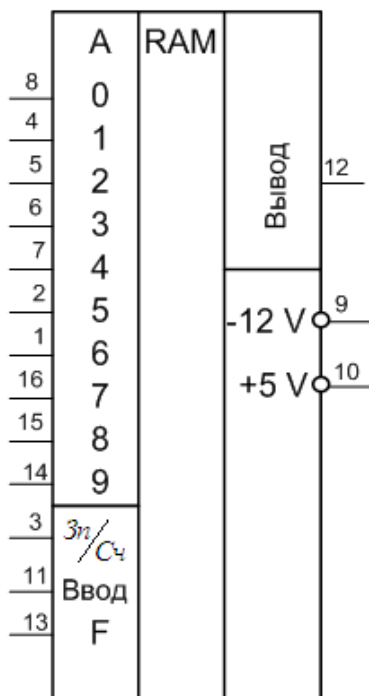 A RAM
8 0
4 1
5 2 Вывод 12
6 3
7 4
2 5 -12 V 9
1 6
16 7 +5 V 10
15 8
14 9
3 Зп/Сч
11 Ввод
13 F